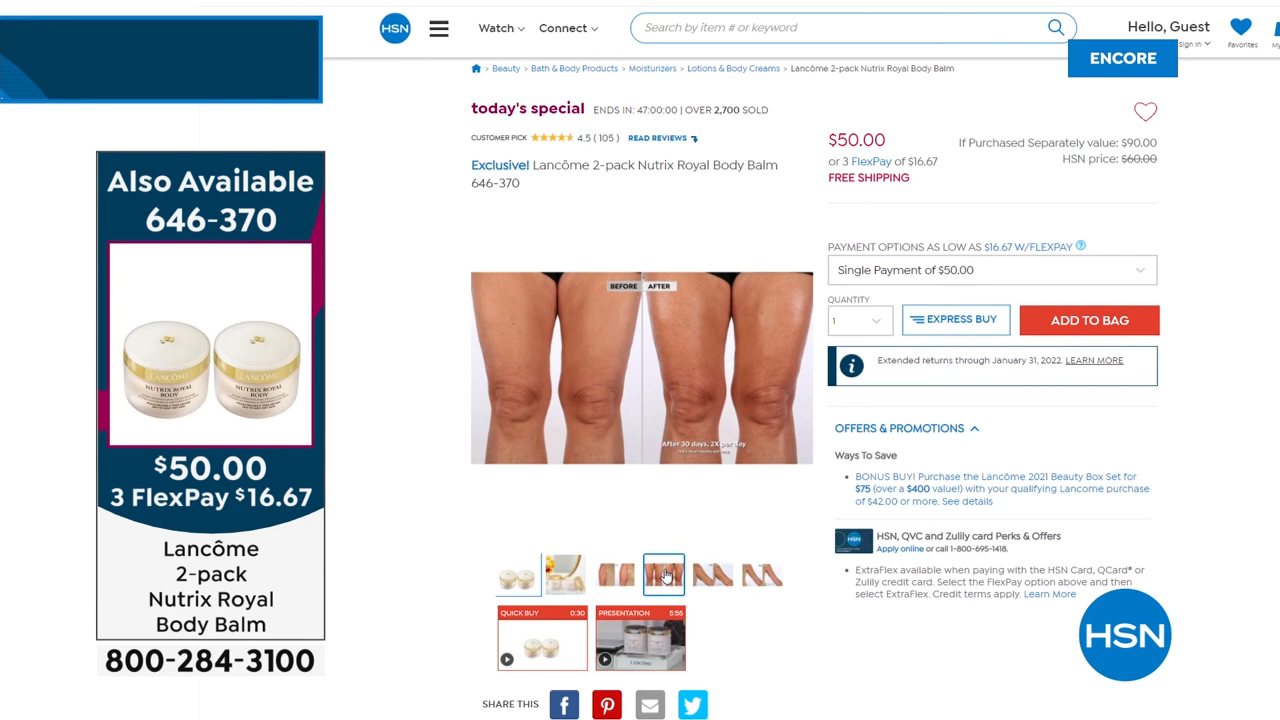 HSN
Watch
Connect
Search by item # or keyword
Hello, Guest
Sign In
Favorites
ENCORE
> Beauty > Bath & Body Products > Moisturizers > Lotions & Body Creams > Lancôme 2-pack Nutrix Royal Body Balm
today's special ENDS IN: 47:00:00 | OVER 2,700 SOLD
CUSTOMER PICK 4.5 ( 105 ) READ REVIEWS
Exclusive! Lancôme 2-pack Nutrix Royal Body Balm
646-370
$50.00
or 3 FlexPay of $16.67
FREE SHIPPING
If Purchased Separately value: $90.00
HSN price: $60.00
PAYMENT OPTIONS AS LOW AS $16.67 W/FLEXPAY ?
Single Payment of $50.00
QUANTITY
1
EXPRESS BUY
ADD TO BAG
Extended returns through January 31, 2022. LEARN MORE
OFFERS & PROMOTIONS
Ways To Save
BONUS BUY! Purchase the Lancôme 2021 Beauty Box Set for
$75 (over a $400 value!) with your qualifying Lancome purchase
of $42.00 or more. See details
HSN
HSN, QVC and Zulily card Perks & Offers
Apply online or call 1-800-695-1418.
ExtraFlex available when paying with the HSN Card, QCard® or
Zulily credit card. Select the FlexPay option above and then
select ExtraFlex. Credit terms apply. Learn More
HSN
BEFORE AFTER
After 30 days, 2X per day
QUICK BUY 0:30
PRESENTATION 5:55
LANCÔME
SHARE THIS
Also Available
646-370
LANCÔME
NUTRIX ROYAL
BODY
LANCÔME
NUTRIX ROYAL
BODY
$50.00
3 FlexPay $16.67
Lancôme
2-pack
Nutrix Royal
Body Balm
800-284-3100